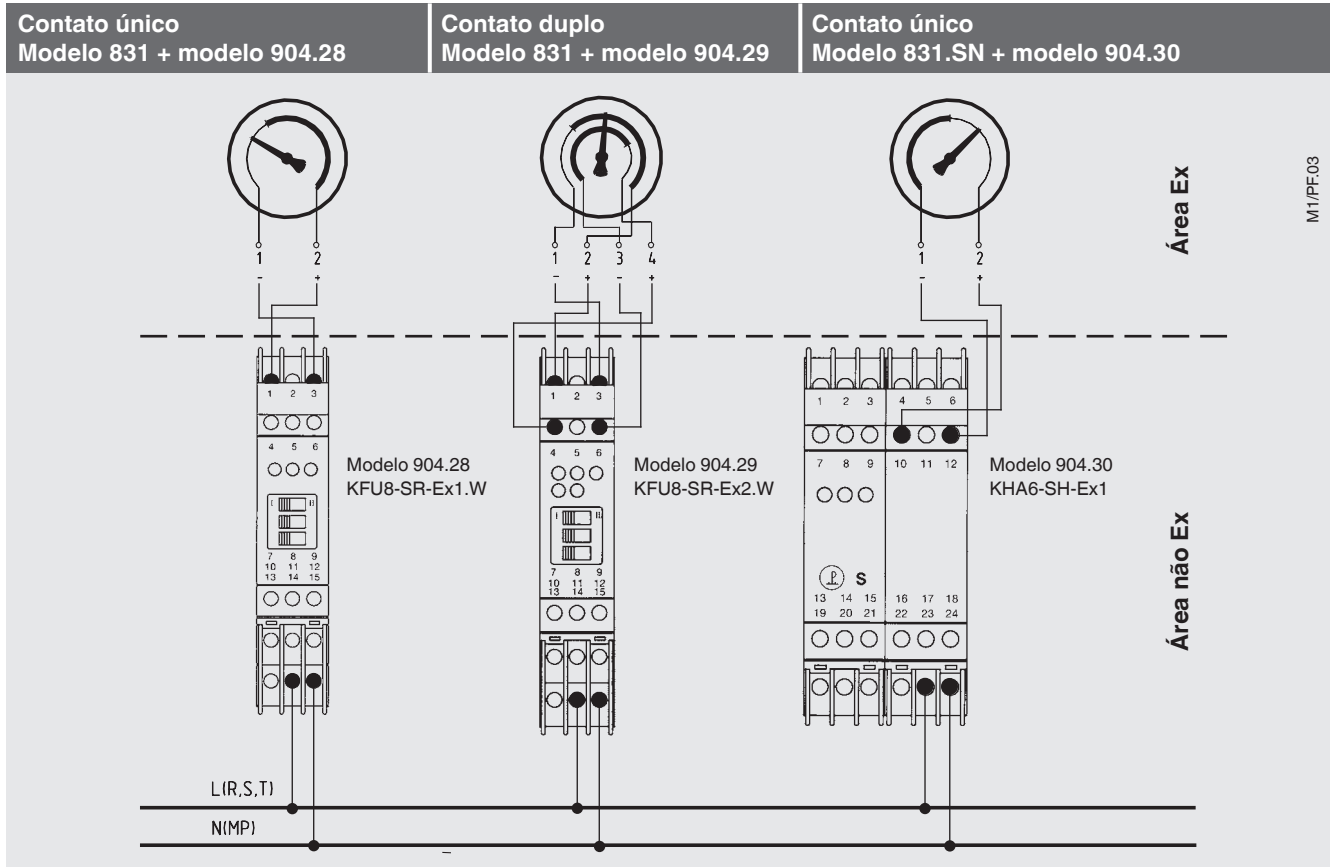 Contato único
Modelo 831 + modelo 904.28
Contato duplo
Modelo 831 + modelo 904.29
Contato único
Modelo 831.SN + modelo 904.30
1 2
- +
1 2 3 4
- + - +
1 2
- +
Área Ex
M1/PF.03
1 2 3
4 5 6
I II
7 8 9
10 11 12
13 14 15
Modelo 904.28
KFU8-SR-Ex1.W
1 2 3
4 5 6
I II
7 8 9
10 11 12
13 14 15
Modelo 904.29
KFU8-SR-Ex2.W
1 2 3 4 5 6
7 8 9 10 11 12
S
13 14 15 16 17 18
19 20 21 22 23 24
Modelo 904.30
KHA6-SH-Ex1
Área não Ex
L(R,S,T)
N(MP)